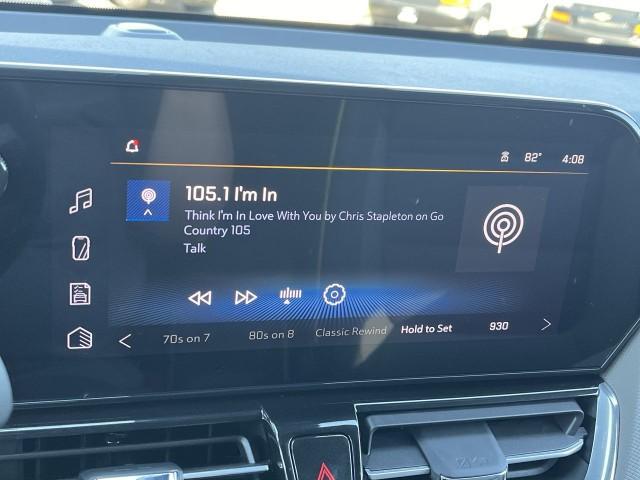 82° 4:08
105.1 I'm In
Think I'm In Love With You by Chris Stapleton on Go
Country 105
Talk
70s on 7 80s on 8 Classic Rewind Hold to Set 930